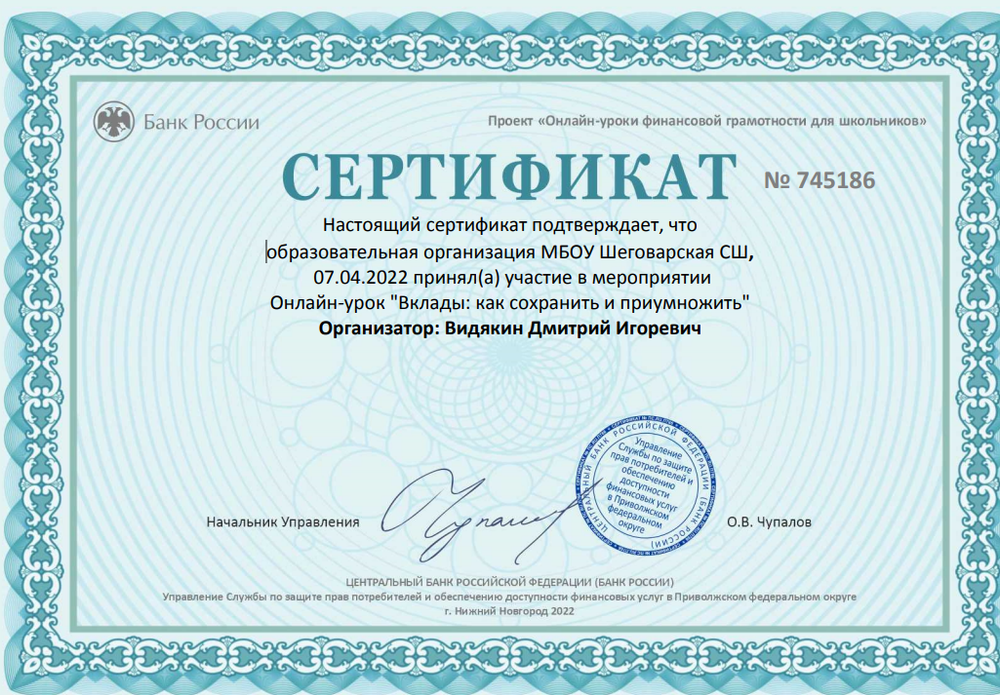 Банк России
Проект «Онлайн-уроки финансовой грамотности для школьников»
СЕРТИФИКАТ
№ 745186
Настоящий сертификат подтверждает, что
образовательная организация МБОУ Шеговарская СШ,
07.04.2022 принял(а) участие в мероприятии
Онлайн-урок "Вклады: как сохранить и приумножить"
Организатор: Видякин Дмитрий Игоревич
ЦЕНТРАЛЬНЫЙ БАНК РОССИЙСКОЙ ФЕДЕРАЦИИ (БАНК РОССИИ)
Управление
Службы по защите
прав потребителей и
обеспечению
доступности
финансовых услуг
в Приволжском
федеральном
округе
Начальник Управления
О.В. Чупалов
ЦЕНТРАЛЬНЫЙ БАНК РОССИЙСКОЙ ФЕДЕРАЦИИ (БАНК РОССИИ)
Управление Службы по защите прав потребителей и обеспечению доступности финансовых услуг в Приволжском федеральном округе
г. Нижний Новгород 2022